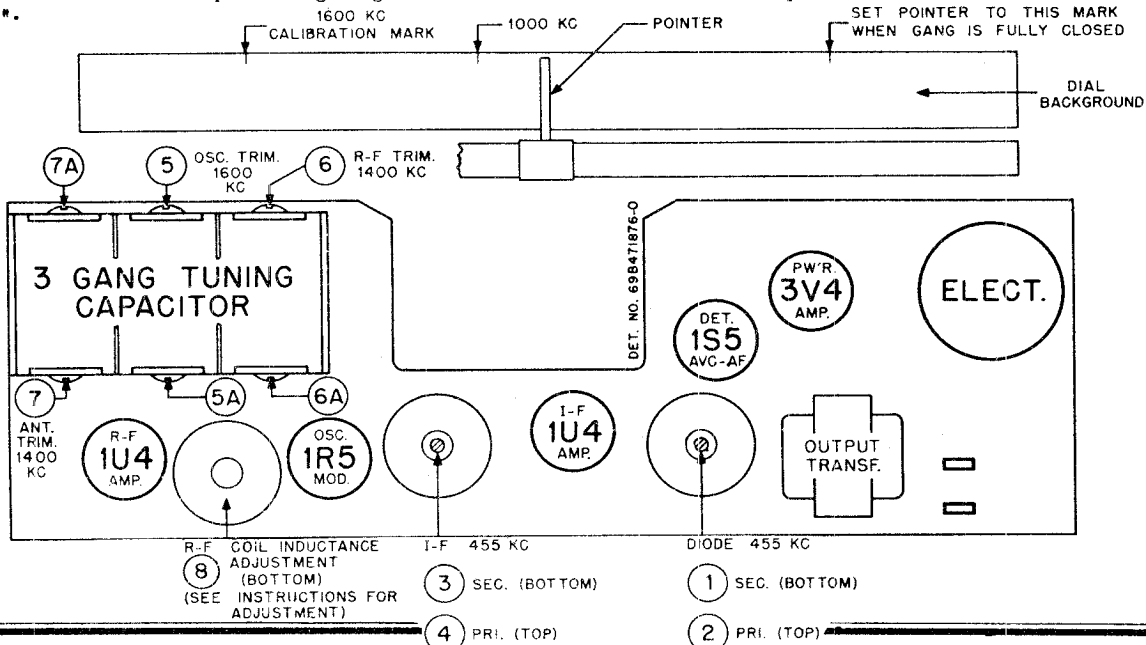 1600 KC
CALIBRATION MARK
1000 KC
POINTER
SET POINTER TO THIS MARK
WHEN GANG IS FULLY CLOSED
DIAL
BACKGROUND
7A
5
OSC. TRIM.
1600
KC
6
R-F TRIM.
1400 KC
3 GANG TUNING
CAPACITOR
DET. NO. 69B471876-0
PW'R.
3V4
AMP.
ELECT.
DET.
1S5
AVC-AF
7
ANT.
TRIM.
1400
KC
5A
6A
R-F
1U4
AMP.
OSC.
1R5
MOD.
I-F
1U4
AMP.
OUTPUT
TRANSF.
R-F COIL INDUCTANCE
ADJUSTMENT
(BOTTOM)
8
(SEE INSTRUCTIONS FOR
ADJUSTMENT)
I-F 455 KC
3 SEC. (BOTTOM)
4 PRI. (TOP)
DIODE 455 KC
1 SEC. (BOTTOM)
2 PRI. (TOP)